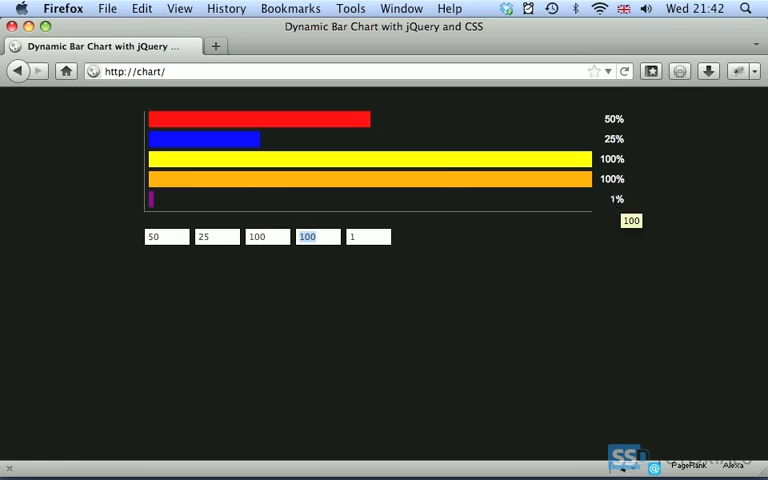 Firefox File Edit View History Bookmarks Tools Window Help Wed 21:42
Dynamic Bar Chart with jQuery and CSS
Dynamic Bar Chart with jQuery ...
http://chart/
50%
25%
100%
100%
1%
100
50 25 100 100 1
PageRank Alexa